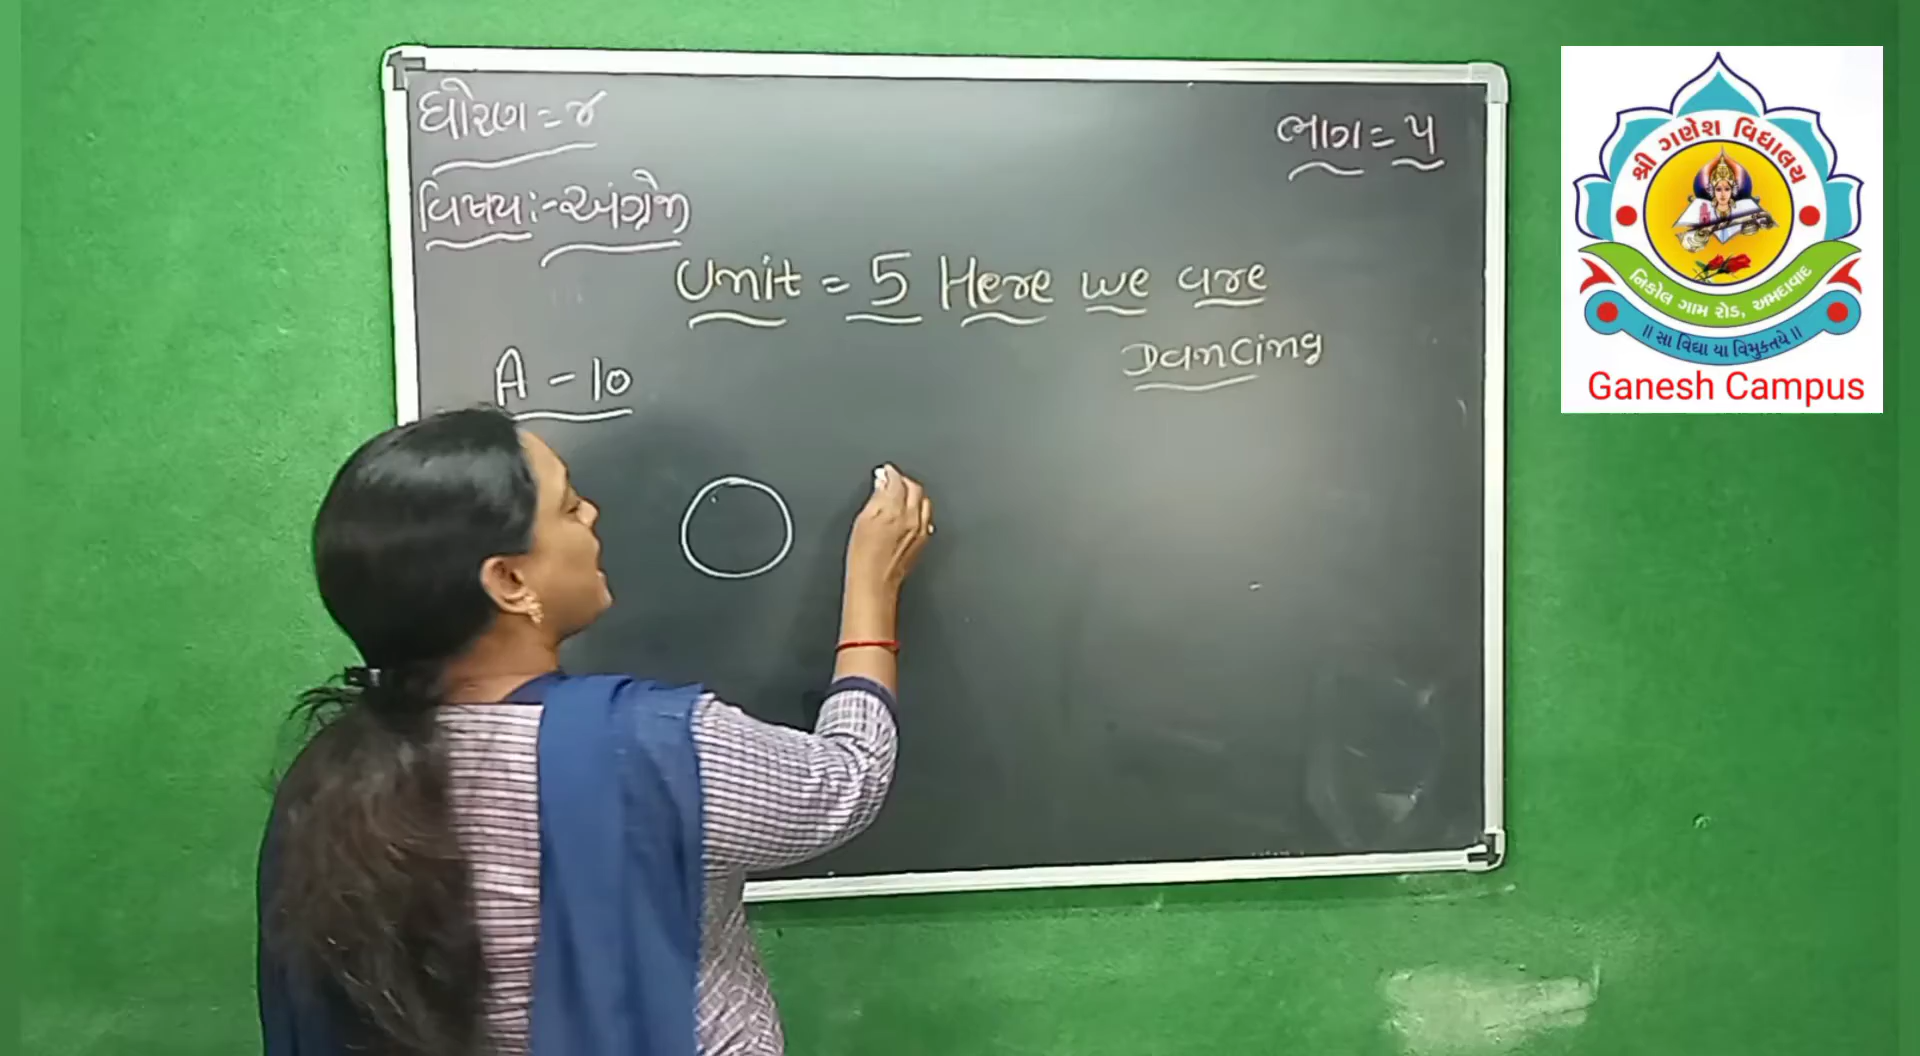 ધોરણ = ૪
ભાગ = ૫
વિષય :- અંગ્રેજી
Unit = 5 Here we are
Dancing
A - 10
શ્રી ગણેશ વિદ્યાલય
નિકોલ ગામ રોડ, અમદાવાદ
॥ સા વિદ્યા યા વિમુક્તયે ॥
Ganesh Campus